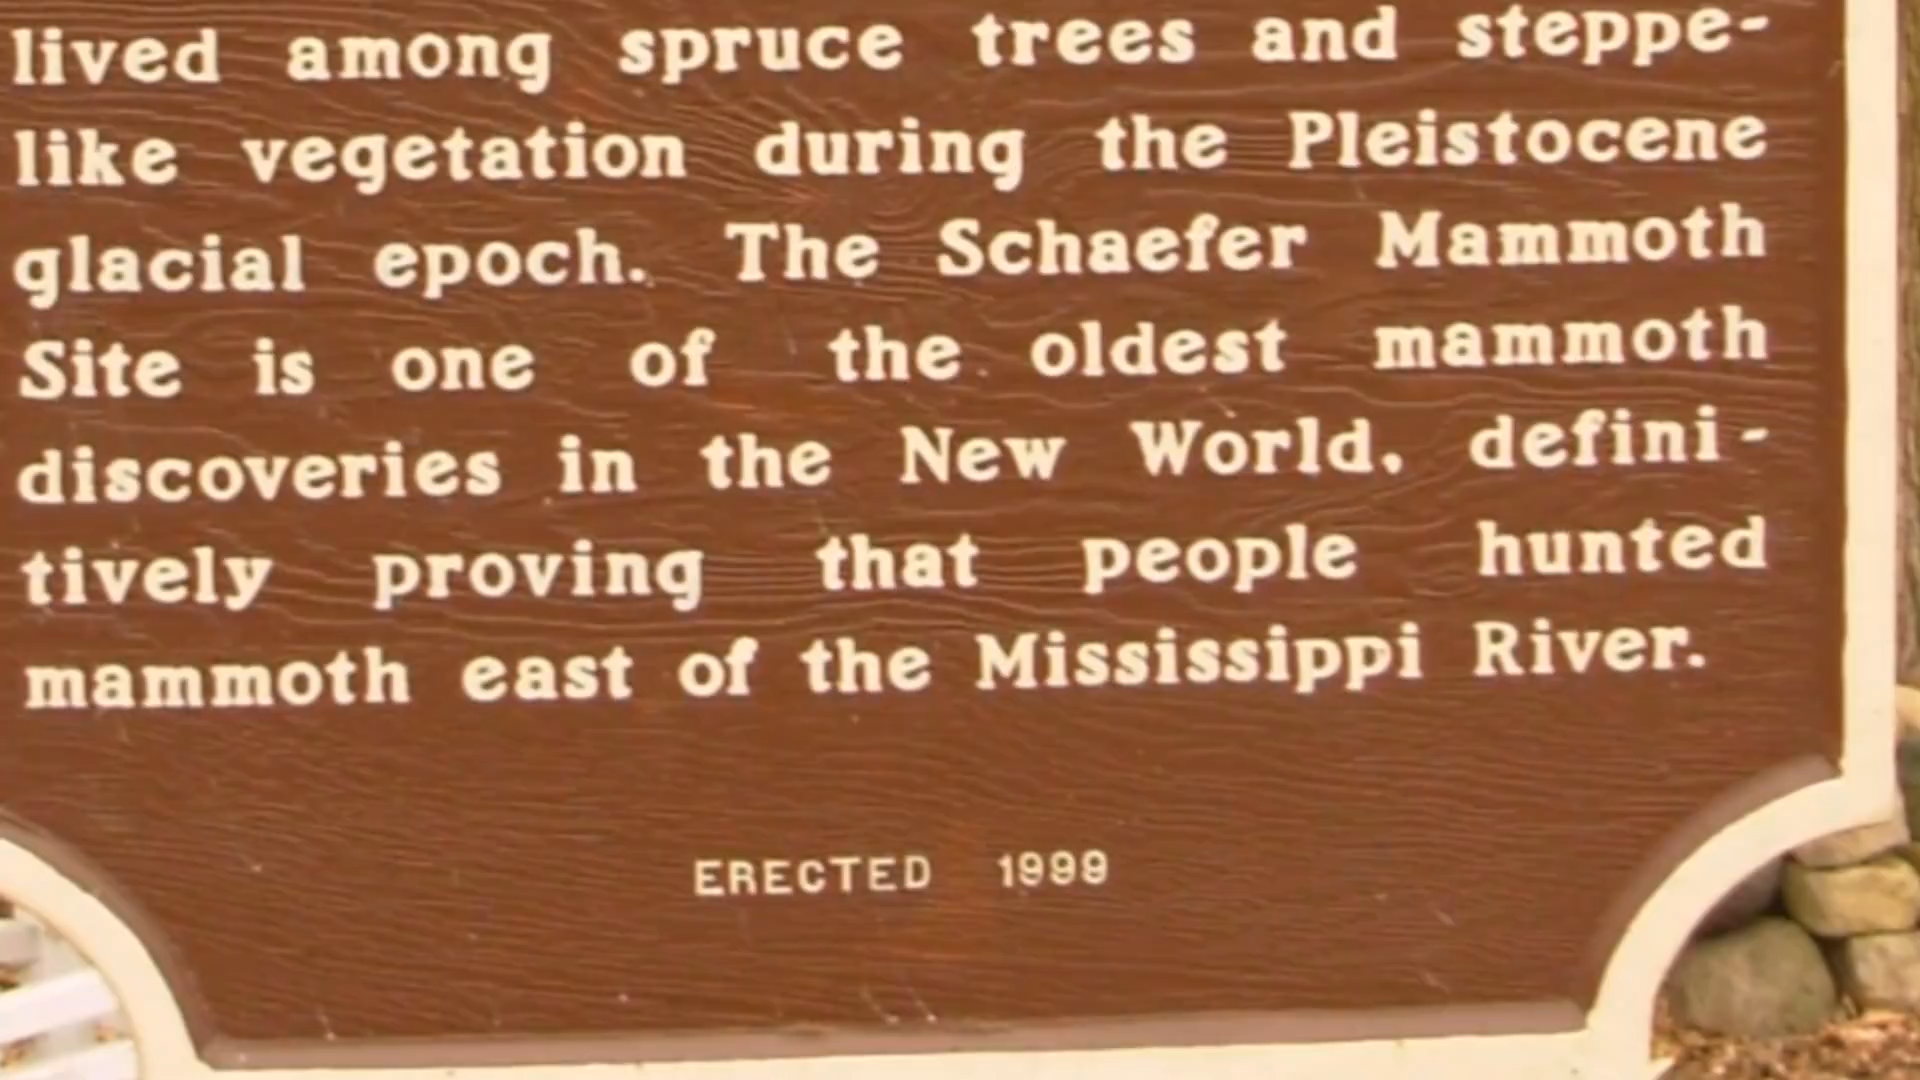 lived among spruce trees and steppe-
like vegetation during the Pleistocene
glacial epoch. The Schaefer Mammoth
Site is one of the oldest mammoth
discoveries in the New World, defini-
tively proving that people hunted
mammoth east of the Mississippi River.
ERECTED 1999